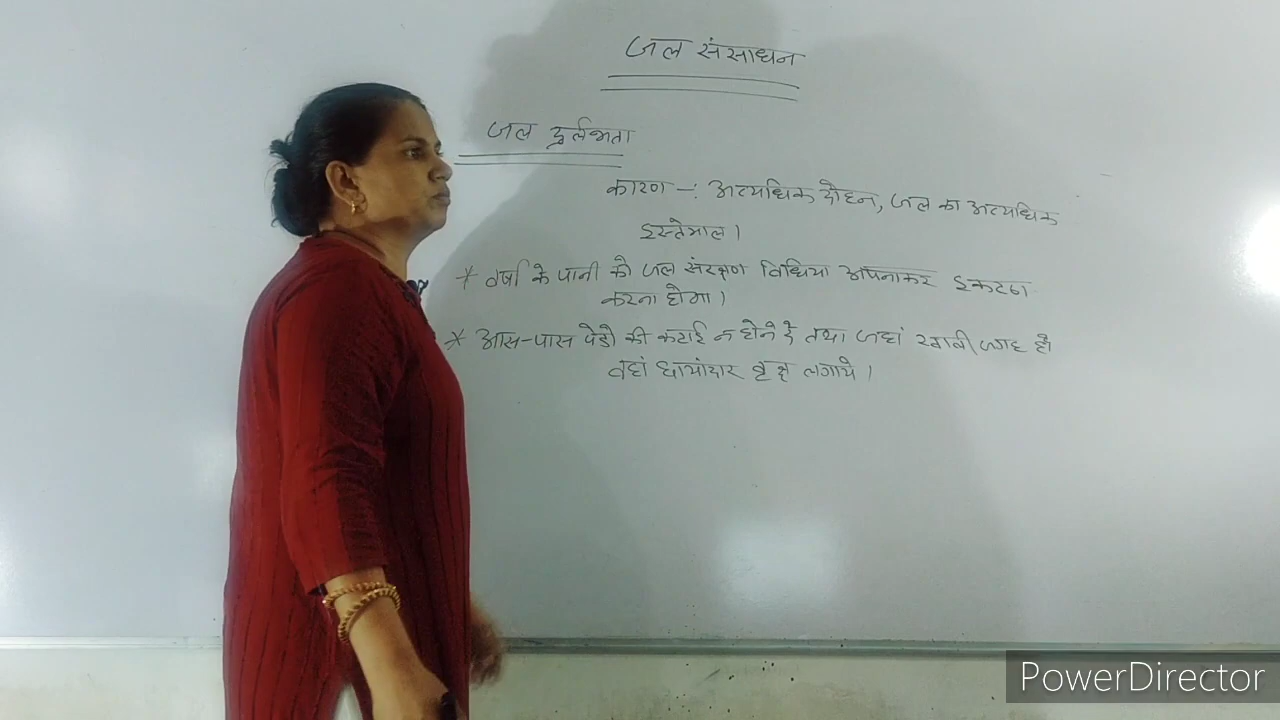 जल संसाधन
जल दुर्लभता
कारण -: अत्यधिक दोहन, जल का अत्यधिक
इस्तेमाल।
* वर्षा के पानी को जल संरक्षण विधिया अपनाकर इकटठा
करना होगा।
* आस-पास पेडो की कटाई न होने दे तथा जहां खाली जगह हो
वहां छायांदार वृक्ष लगाये।
PowerDirector